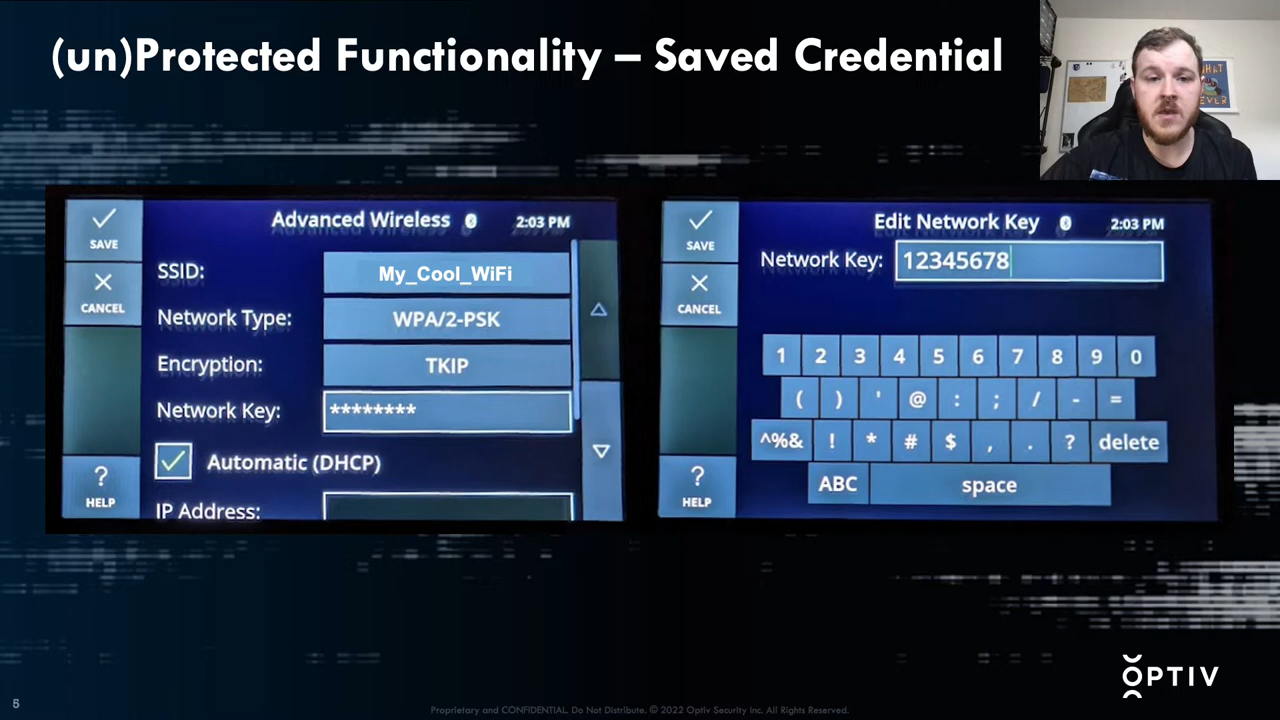 (un)Protected Functionality – Saved Credential
WHAT
EVER
SAVE
CANCEL
?
HELP
Advanced Wireless
2:03 PM
SSID:
My_Cool_WiFi
Network Type:
WPA/2-PSK
Encryption:
TKIP
Network Key:
********
Automatic (DHCP)
IP Address:
SAVE
CANCEL
?
HELP
Edit Network Key
2:03 PM
Network Key:
12345678
1 2 3 4 5 6 7 8 9 0
( ) ' @ : ; / - =
^%& ! * # $ , . ? delete
ABC space
OPTIV
5
Proprietary and CONFIDENTIAL. Do Not Distribute. © 2022 Optiv Security Inc. All Rights Reserved.